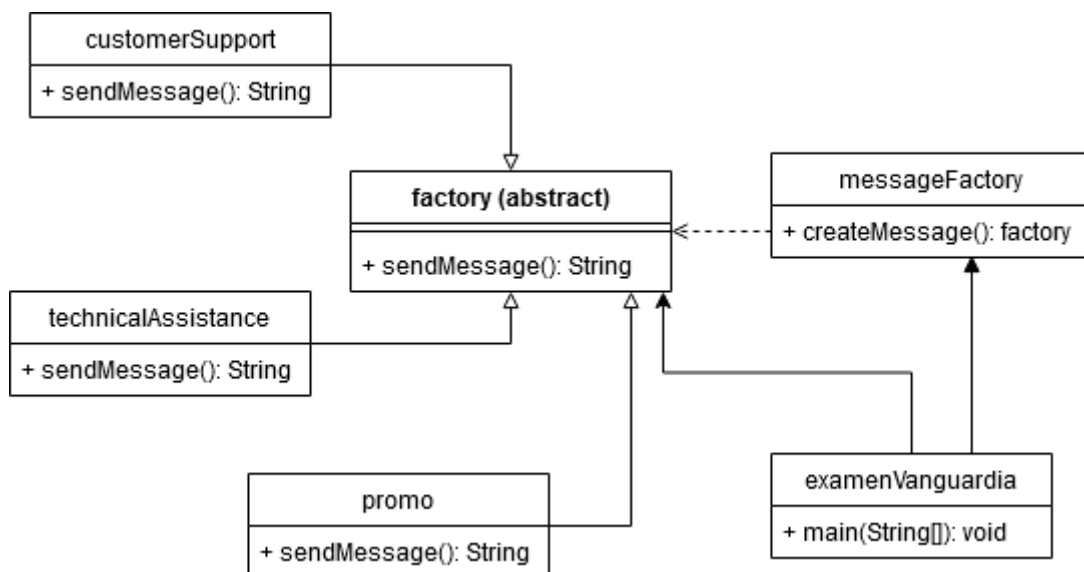 customerSupport
+ sendMessage(): String
factory (abstract)
+ sendMessage(): String
messageFactory
+ createMessage(): factory
technicalAssistance
+ sendMessage(): String
promo
+ sendMessage(): String
examenVanguardia
+ main(String[]): void